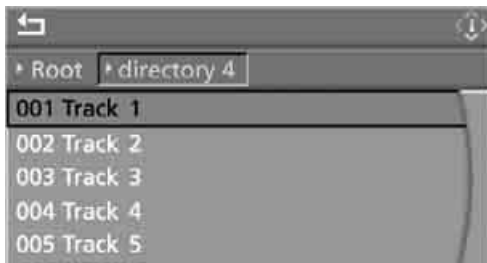 Root directory 4
001 Track 1
002 Track 2
003 Track 3
004 Track 4
005 Track 5